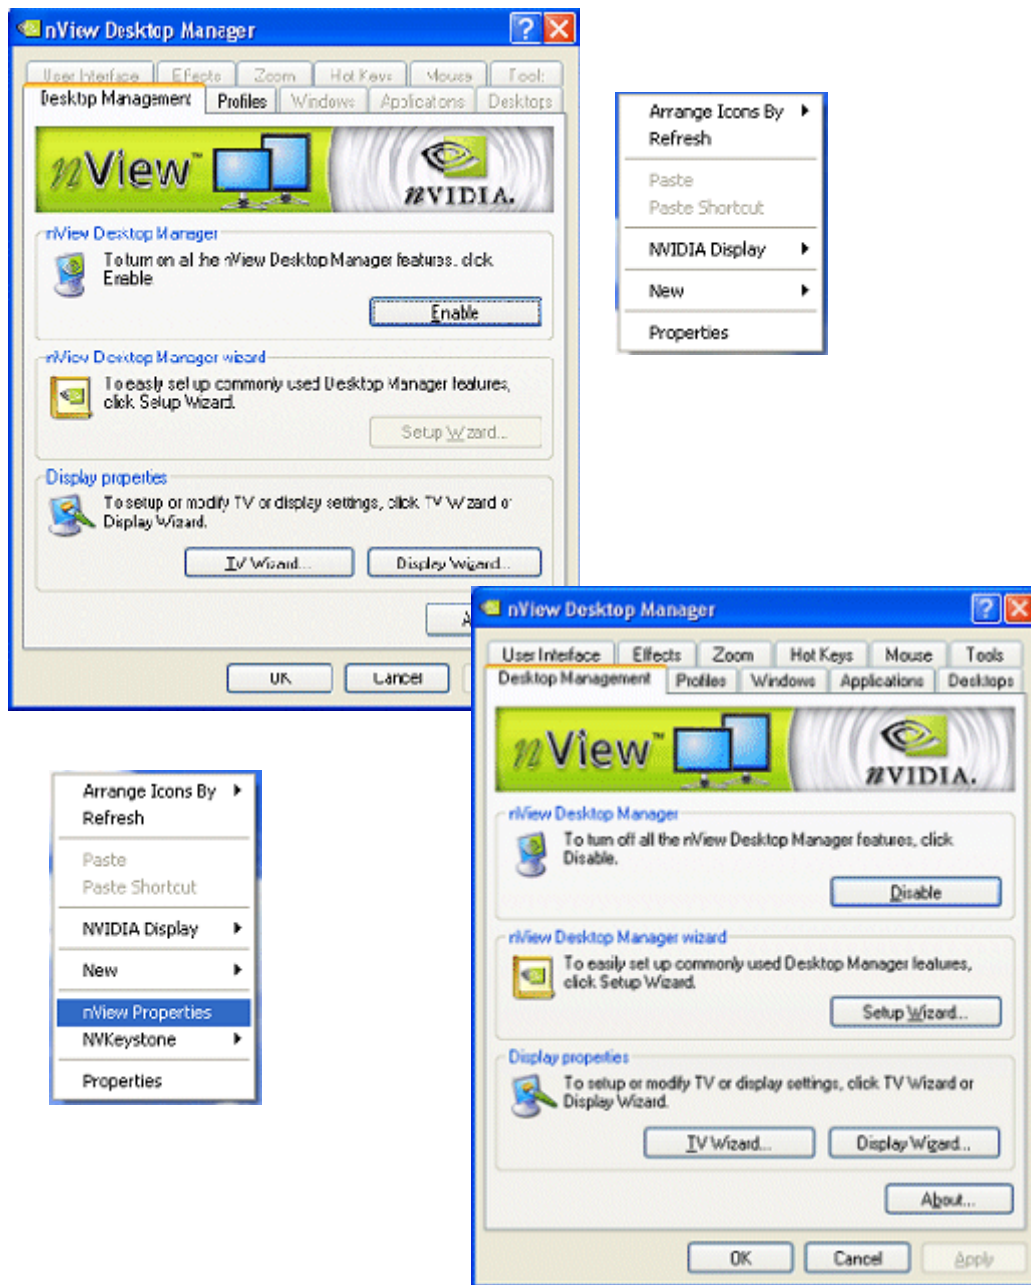 nView Desktop Manager
User Interface Effects Zoom Hot Keys Mouse Tools
Desktop Management Profiles Windows Applications Desktops
nView™ nVIDIA.
nView Desktop Manager
To turn on all the nView Desktop Manager features, click
Enable
Enable
nView Desktop Manager wizard
To easily set up commonly used Desktop Manager features,
click Setup Wizard.
Setup Wizard...
Display properties
To setup or modify TV or display settings, click TV Wizard or
Display Wizard.
TV Wizard... Display Wizard...
OK Cancel
Arrange Icons By
Refresh
Paste
Paste Shortcut
NVIDIA Display
New
Properties
Arrange Icons By
Refresh
Paste
Paste Shortcut
NVIDIA Display
New
nView Properties
NVKeystone
Properties
nView Desktop Manager
User Interface Effects Zoom Hot Keys Mouse Tools
Desktop Management Profiles Windows Applications Desktops
nView™ nVIDIA.
nView Desktop Manager
To turn off all the nView Desktop Manager features, click
Disable.
Disable
nView Desktop Manager wizard
To easily set up commonly used Desktop Manager features,
click Setup Wizard.
Setup Wizard...
Display properties
To setup or modify TV or display settings, click TV Wizard or
Display Wizard.
TV Wizard... Display Wizard...
About...
OK Cancel Apply